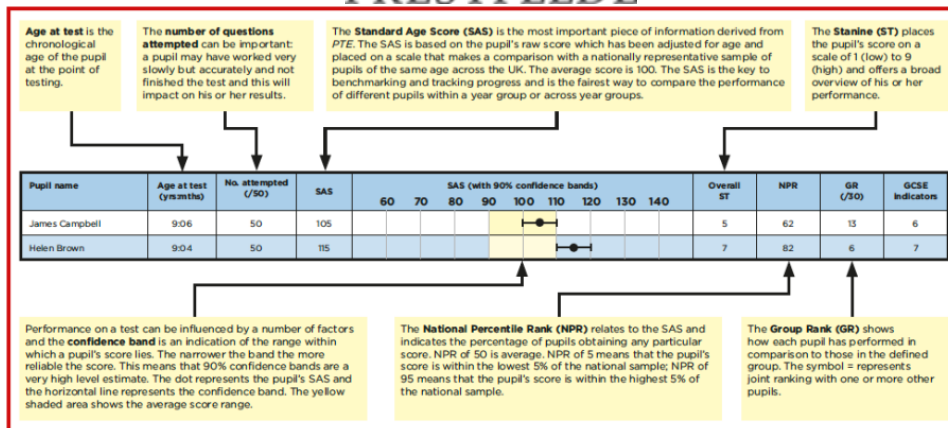 PRESTFELDE
Age at test is the
chronological
age of the pupil
at the point of
testing.
The number of questions
attempted can be important:
a pupil may have worked very
slowly but accurately and not
finished the test and this will
impact on his or her results.
The Standard Age Score (SAS) is the most important piece of information derived from
PTE. The SAS is based on the pupil's raw score which has been adjusted for age and
placed on a scale that makes a comparison with a nationally representative sample of
pupils of the same age across the UK. The average score is 100. The SAS is the key to
benchmarking and tracking progress and is the fairest way to compare the performance
of different pupils within a year group or across year groups.
The Stanine (ST) places
the pupil's score on a
scale of 1 (low) to 9
(high) and offers a broad
overview of his or her
performance.
Pupil name Age at test (yrs:mths) No. attempted (/50) SAS SAS (with 90% confidence bands) Overall ST NPR GR (/30) GCSE Indicators
60 70 80 90 100 110 120 130 140
James Campbell 9:06 50 105 5 62 13 6
Helen Brown 9:04 50 115 7 82 6 7
Performance on a test can be influenced by a number of factors
and the confidence band is an indication of the range within
which a pupil's score lies. The narrower the band the more
reliable the score. This means that 90% confidence bands are a
very high level estimate. The dot represents the pupil's SAS and
the horizontal line represents the confidence band. The yellow
shaded area shows the average score range.
The National Percentile Rank (NPR) relates to the SAS and
indicates the percentage of pupils obtaining any particular
score. NPR of 50 is average. NPR of 5 means that the pupil's
score is within the lowest 5% of the national sample; NPR of
95 means that the pupil's score is within the highest 5% of
the national sample.
The Group Rank (GR) shows
how each pupil has performed in
comparison to those in the defined
group. The symbol = represents
joint ranking with one or more other
pupils.